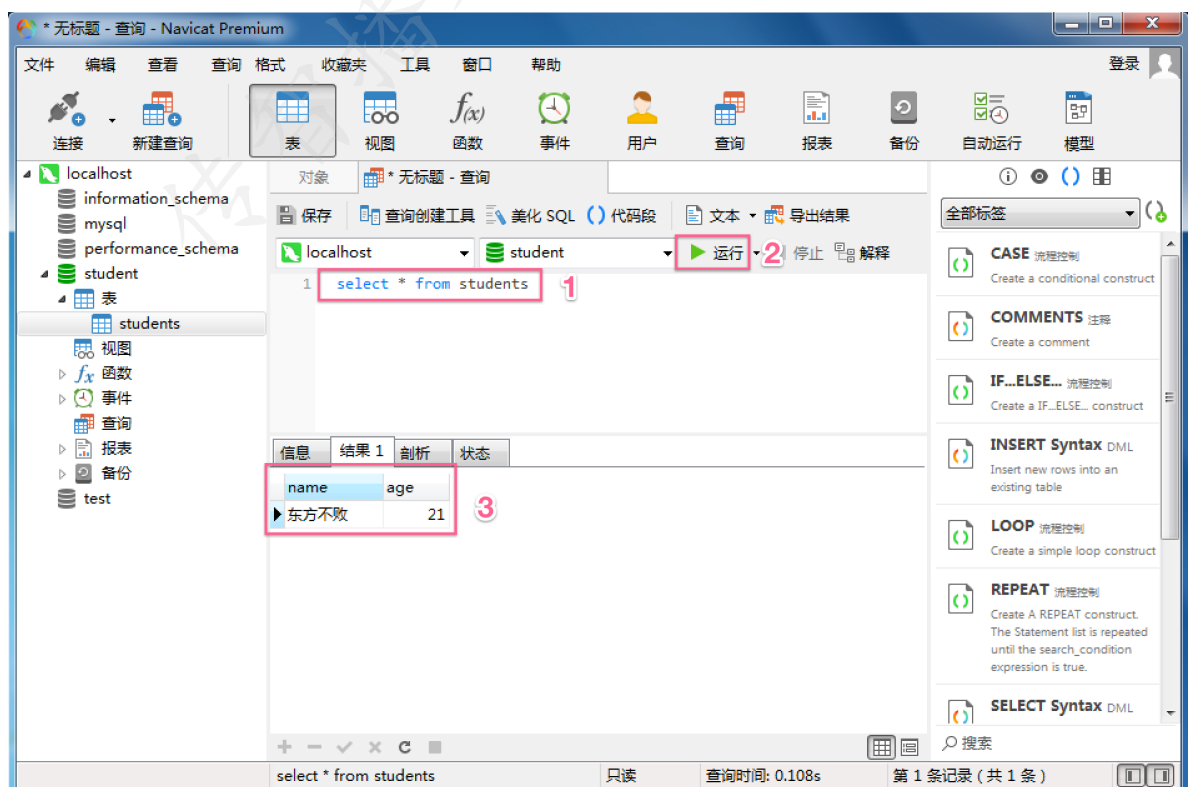 * 无标题 - 查询 - Navicat Premium
文件 编辑 查看 查询 格式 收藏夹 工具 窗口 帮助 登录
连接 新建查询 表 视图 函数 事件 用户 查询 报表 备份 自动运行 模型
localhost
information_schema
mysql
performance_schema
student
表
students
视图
fx 函数
事件
查询
报表
备份
test
对象 * 无标题 - 查询
保存 查询创建工具 美化 SQL () 代码段 文本 导出结果
localhost student 运行 2 停止 解释
1 select * from students 1
信息 结果 1 剖析 状态
name age
东方不败 21
3
全部标签
CASE 流程控制
Create a conditional construct
COMMENTS 注释
Create a comment
IF...ELSE... 流程控制
Create a IF...ELSE... construct
INSERT Syntax DML
Insert new rows into an
existing table
LOOP 流程控制
Create a simple loop construct
REPEAT 流程控制
Create A REPEAT construct.
The Statement list is repeated
until the search_condition
expression is true.
SELECT Syntax DML
搜索
select * from students 只读 查询时间: 0.108s 第 1 条记录 ( 共 1 条 )